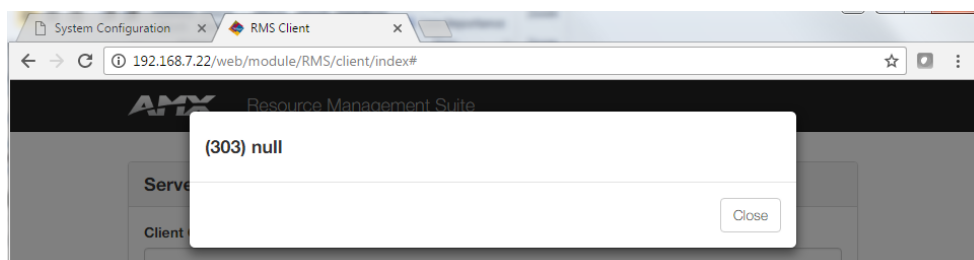 System Configuration
RMS Client
192.168.7.22/web/module/RMS/client/index#
AMX Resource Management Suite
(303) null
Serve
Close
Client